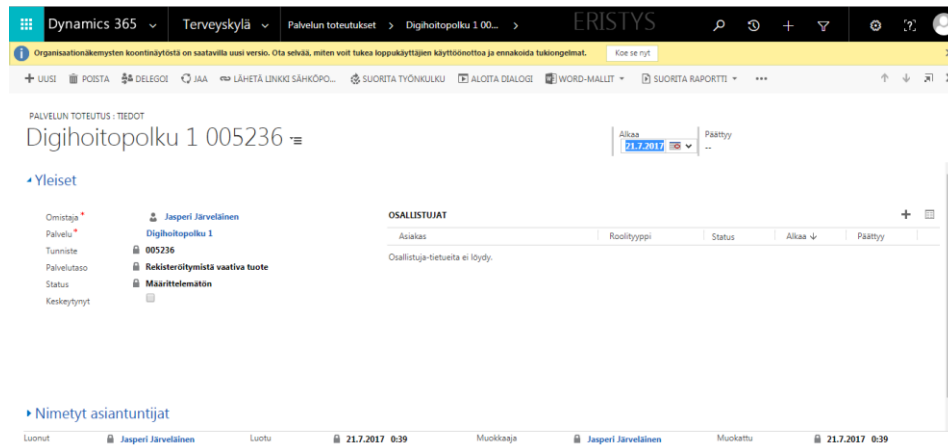 Dynamics 365 Terveyskylä Palvelun toteutukset > Digihoitopolku 1 00... > ERISTYS
Organisaationäkemysten koontinäytöstä on saatavilla uusi versio. Ota selvää, miten voit tukea loppukäyttäjien käyttöönottoa ja ennakoida tukiongelmat. Koe se nyt
UUSI POISTA DELEGOI JAA LÄHETÄ LINKKI SÄHKÖPO... SUORITA TYÖNKULKU ALOITA DIALOGI WORD-MALLIT SUORITA RAPORTTI ...
PALVELUN TOTEUTUS : TIEDOT
Digihoitopolku 1 005236
Alkaa Päättyy
21.7.2017 --
Yleiset
Omistaja * Jasperi Järveläinen
Palvelu * Digihoitopolku 1
Tunniste 005236
Palvelutaso Rekisteröitymistä vaativa tuote
Status Määrittelemätön
Keskeytynyt
OSALLISTUJAT
Asiakas Roolityyppi Status Alkaa ↓ Päättyy
Osallistuja-tietueita ei löydy.
Nimetyt asiantuntijat
Luonut Jasperi Järveläinen Luotu 21.7.2017 0:39 Muokkaaja Jasperi Järveläinen Muokattu 21.7.2017 0:39